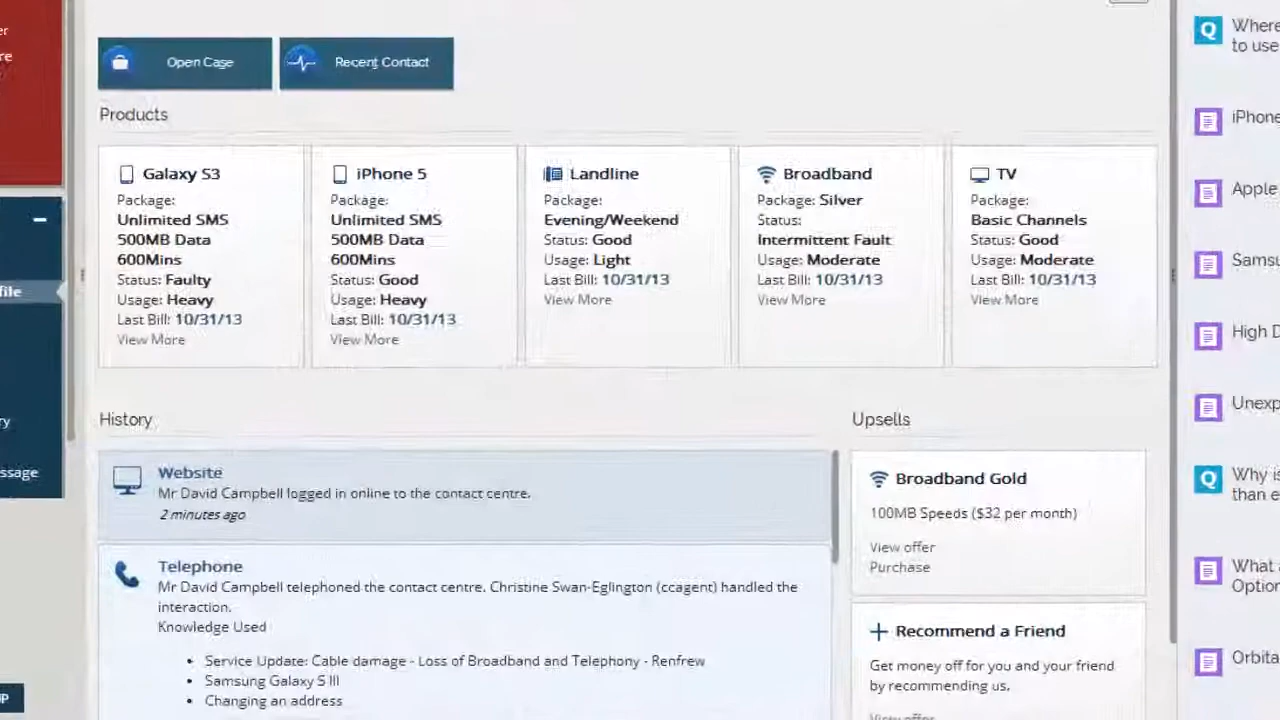 Open Case
Recent Contact
Products
Galaxy S3
Package:
Unlimited SMS
500MB Data
600Mins
Status: Faulty
Usage: Heavy
Last Bill: 10/31/13
View More
iPhone 5
Package:
Unlimited SMS
500MB Data
600Mins
Status: Good
Usage: Heavy
Last Bill: 10/31/13
View More
Landline
Package:
Evening/Weekend
Status: Good
Usage: Light
Last Bill: 10/31/13
View More
Broadband
Package: Silver
Status:
Intermittent Fault
Usage: Moderate
Last Bill: 10/31/13
View More
TV
Package:
Basic Channels
Status: Good
Usage: Moderate
Last Bill: 10/31/13
View More
History
Website
Mr David Campbell logged in online to the contact centre.
2 minutes ago
Telephone
Mr David Campbell telephoned the contact centre. Christine Swan-Eglington (ccagent) handled the
interaction.
Knowledge Used
• Service Update: Cable damage - Loss of Broadband and Telephony - Renfrew
• Samsung Galaxy S III
• Changing an address
Upsells
Broadband Gold
100MB Speeds ($32 per month)
View offer
Purchase
Recommend a Friend
Get money off for you and your friend
by recommending us.
View offer
Q
Where
to use
iPhone
Apple
Samsu
High D
Unexp
Q
Why is
than e
What
Option
Orbita